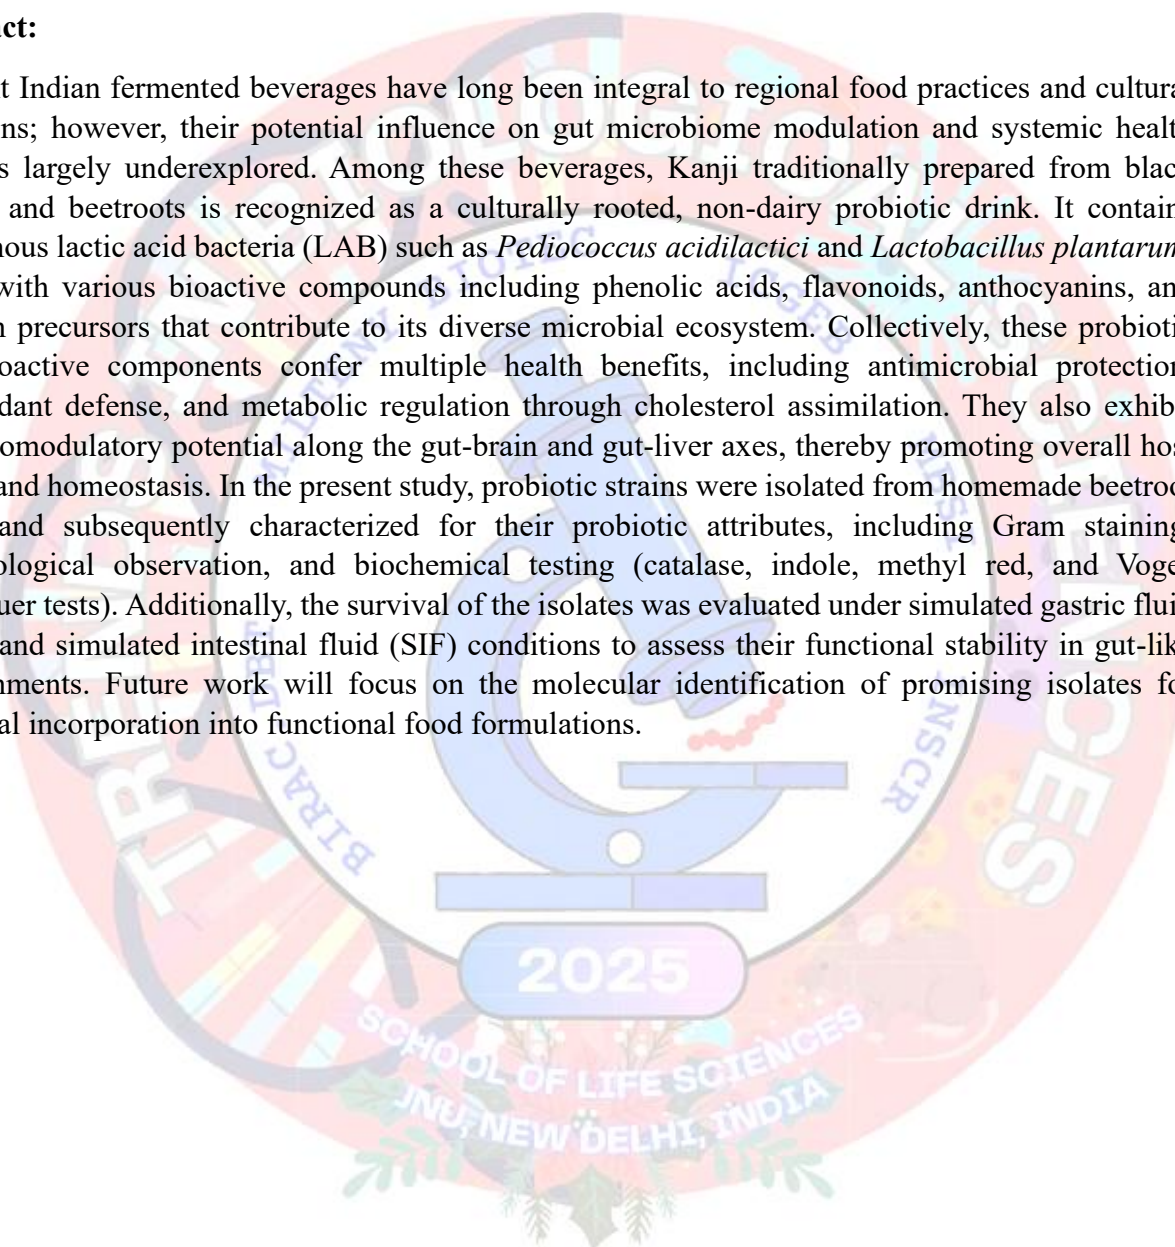 ct:
t Indian fermented beverages have long been integral to regional food practices and cultura
ns; however, their potential influence on gut microbiome modulation and systemic healt
s largely underexplored. Among these beverages, Kanji traditionally prepared from blac
and beetroots is recognized as a culturally rooted, non-dairy probiotic drink. It contain
nous lactic acid bacteria (LAB) such as Pediococcus acidilactici and Lactobacillus plantarum
with various bioactive compounds including phenolic acids, flavonoids, anthocyanins, an
n precursors that contribute to its diverse microbial ecosystem. Collectively, these probioti
oactive components confer multiple health benefits, including antimicrobial protection
dant defense, and metabolic regulation through cholesterol assimilation. They also exhib
omodulatory potential along the gut-brain and gut-liver axes, thereby promoting overall hos
and homeostasis. In the present study, probiotic strains were isolated from homemade beetroo
and subsequently characterized for their probiotic attributes, including Gram staining
ological observation, and biochemical testing (catalase, indole, methyl red, and Voge
uer tests). Additionally, the survival of the isolates was evaluated under simulated gastric flui
and simulated intestinal fluid (SIF) conditions to assess their functional stability in gut-lik
nments. Future work will focus on the molecular identification of promising isolates fo
al incorporation into functional food formulations.
TRENDS
SCIENCES
BIRAC DBT
BIOTEC
INSCR
2025
SCHOOL OF LIFE SCIENCES
JNU, NEW DELHI, INDIA